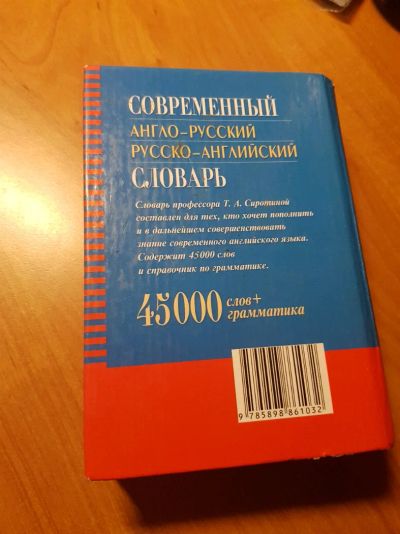 СОВРЕМЕННЫЙ
АНГЛО-РУССКИЙ
РУССКО-АНГЛИЙСКИЙ
СЛОВАРЬ
Словарь профессора Т. А. Сиротиной
составлен для тех, кто хочет пополнить
и в дальнейшем совершенствовать
знание современного английского языка.
Содержит 45000 слов
и справочник по грамматике.
45000 слов+
грамматика
9 785898 861032